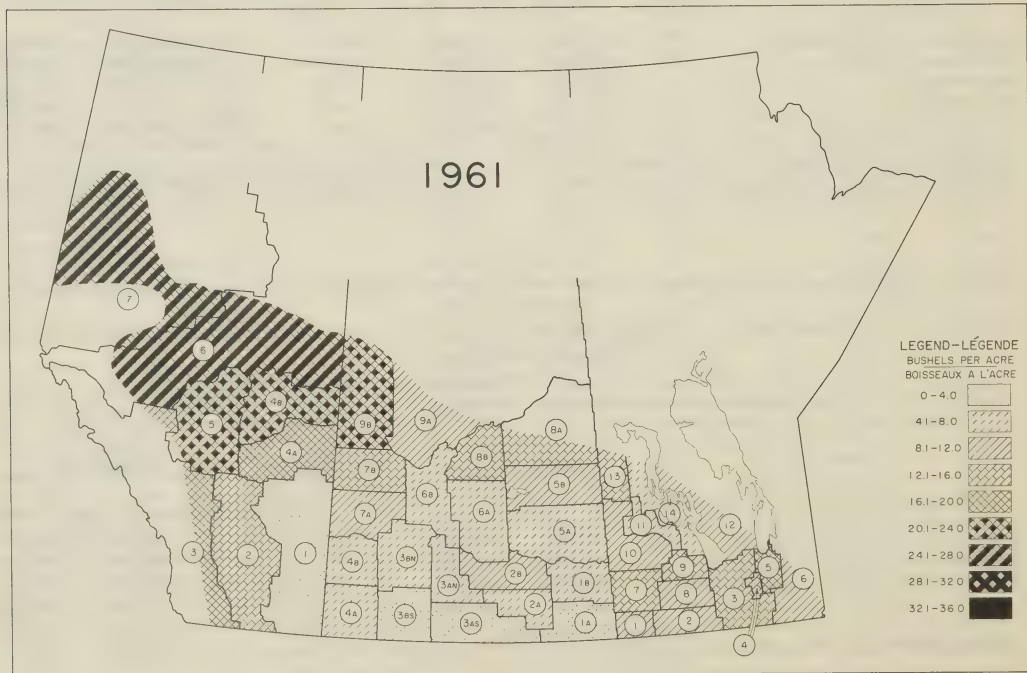 1961
7
6
4B
5
9B
9A
8A
4A
8B
7B
6B
5B
13
6A
7A
14
12
11
5A
3
2
1
4B
3BN
10
9
5
2B
1B
3AN
7
8
3
6
4A
3BS
2A
3AS
1A
1
2
4
LEGEND-LÉGENDE
BUSHELS PER ACRE
BOISSEAUX A L'ACRE
0-4.0
4.1-8.0
8.1-12.0
12.1-16.0
16.1-20.0
20.1-24.0
24.1-28.0
28.1-32.0
32.1-36.0